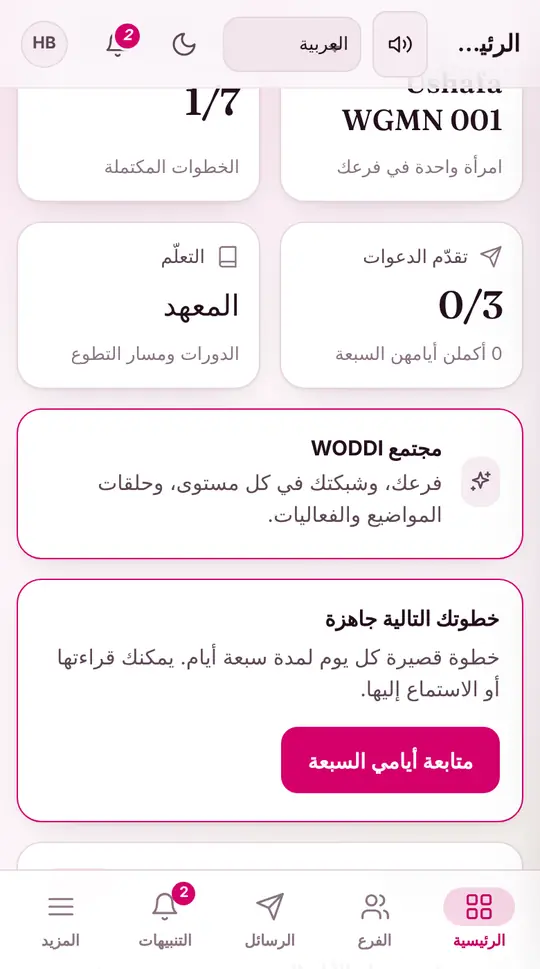 الرئيـ...
العربية
2
HB
Ushafa
WGMN 001
امرأة واحدة في فرعك
1/7
الخطوات المكتملة
تقدّم الدعوات
0/3
0 أكملن أيامهن السبعة
التعلّم
المعهد
الدورات ومسار التطوع
مجتمع WODDI
فرعك، وشبكتك في كل مستوى، وحلقات
المواضيع والفعاليات.
خطوتك التالية جاهزة
خطوة قصيرة كل يوم لمدة سبعة أيام. يمكنك قراءتها
أو الاستماع إليها.
متابعة أيامي السبعة
الرئيسية
الفرع
الرسائل
2
التنبيهات
المزيد